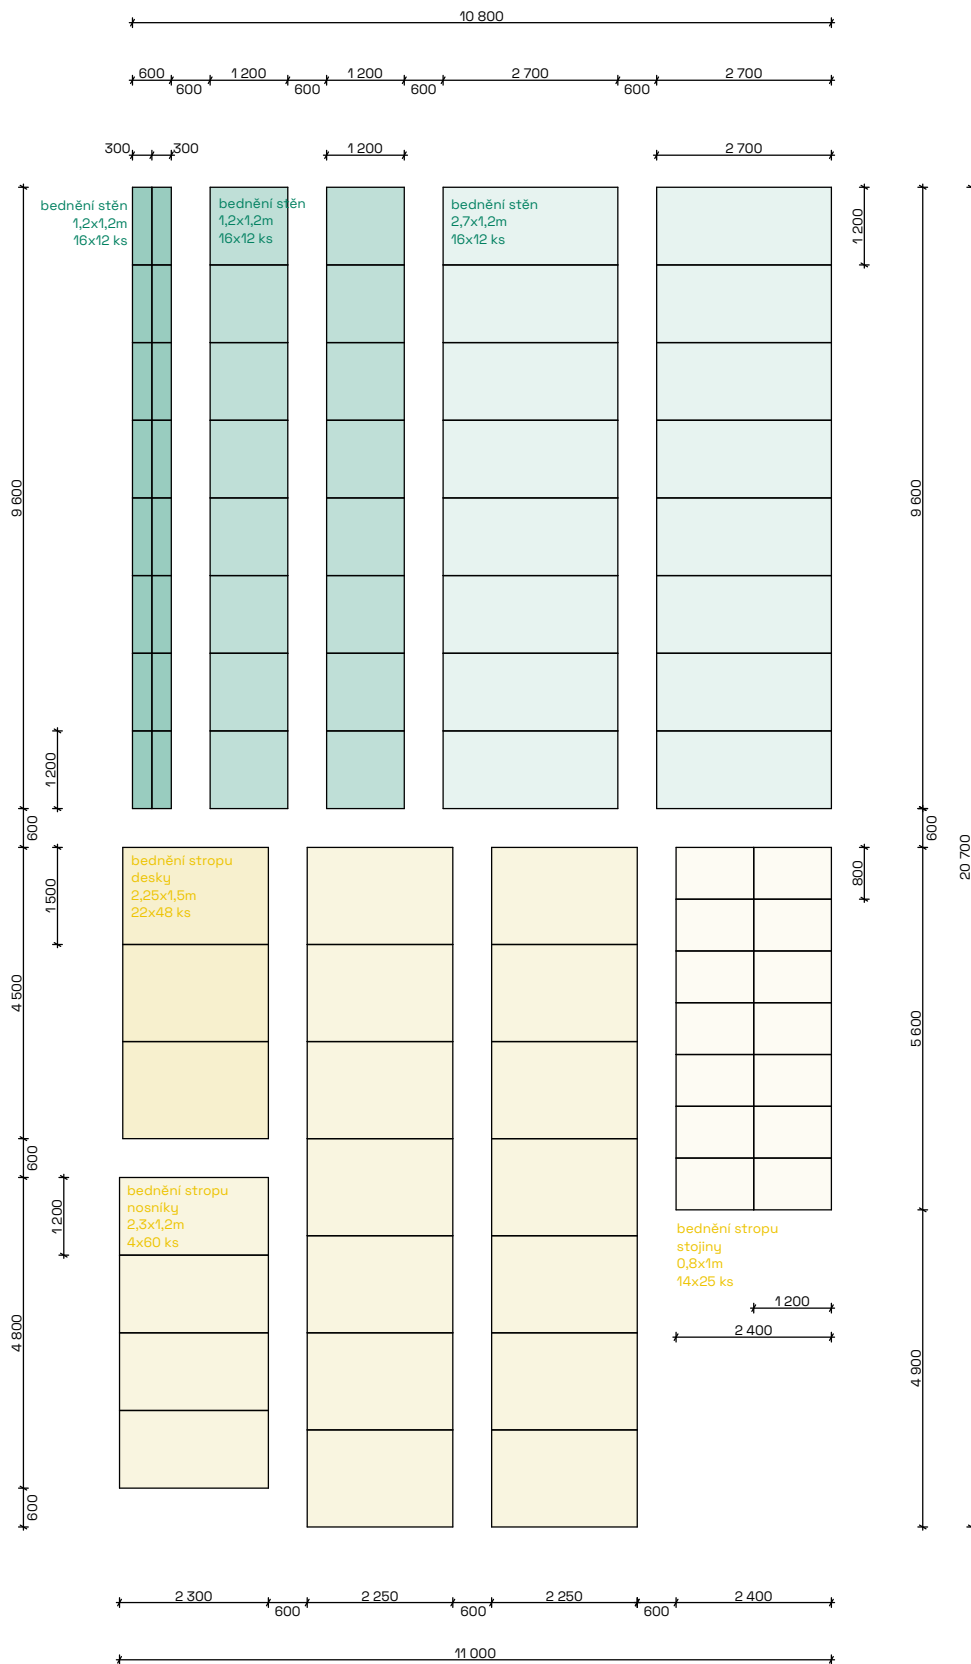 10 800
600
1 200
1 200
2 700
2 700
600
600
600
600
300
300
1 200
2 700
bednění stěn
1,2x1,2m
16x12 ks
bednění stěn
1,2x1,2m
16x12 ks
bednění stěn
2,7x1,2m
16x12 ks
1 200
9 600
9 600
1 200
600
600
20 700
bednění stropu
desky
2,25x1,5m
22x48 ks
1 500
800
4 500
5 600
600
bednění stropu
nosníky
2,3x1,2m
4x60 ks
1 200
bednění stropu
stojiny
0,8x1m
14x25 ks
1 200
2 400
4 800
4 900
600
2 300
2 250
2 250
2 400
600
600
600
11 000